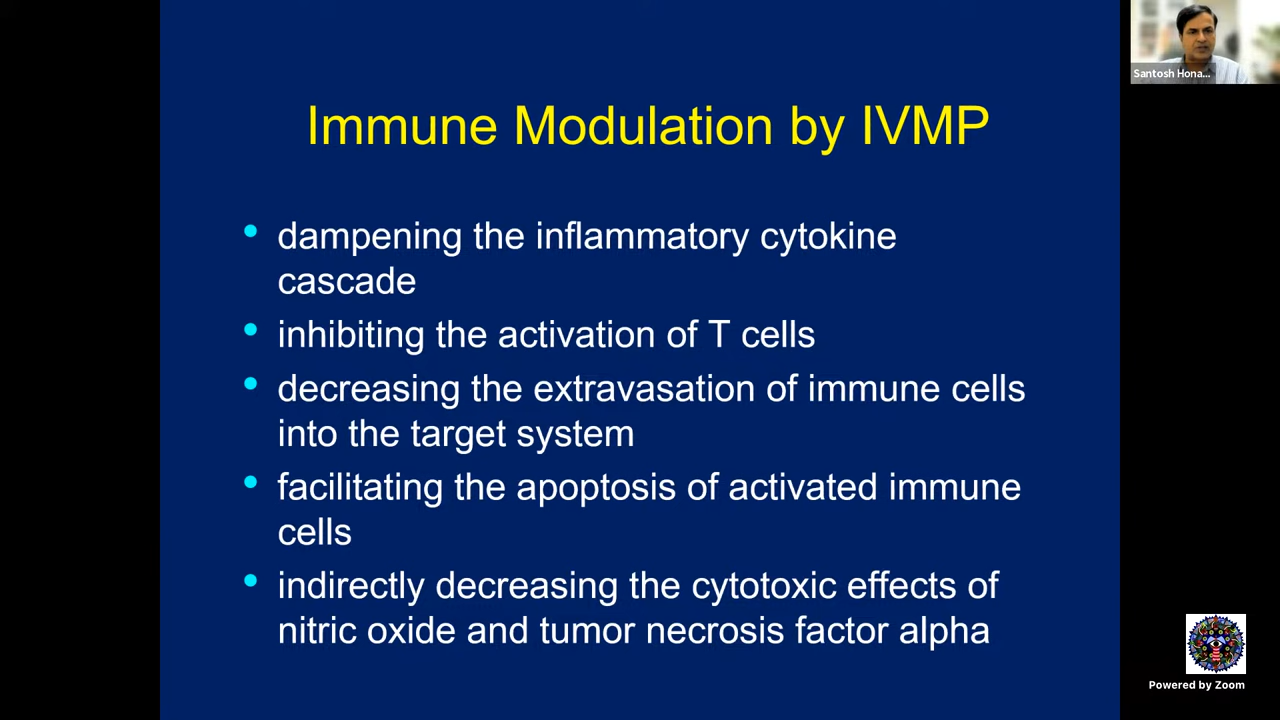 Santosh Hona...
Immune Modulation by IVMP
• dampening the inflammatory cytokine
cascade
• inhibiting the activation of T cells
• decreasing the extravasation of immune cells
into the target system
• facilitating the apoptosis of activated immune
cells
• indirectly decreasing the cytotoxic effects of
nitric oxide and tumor necrosis factor alpha
Powered by Zoom